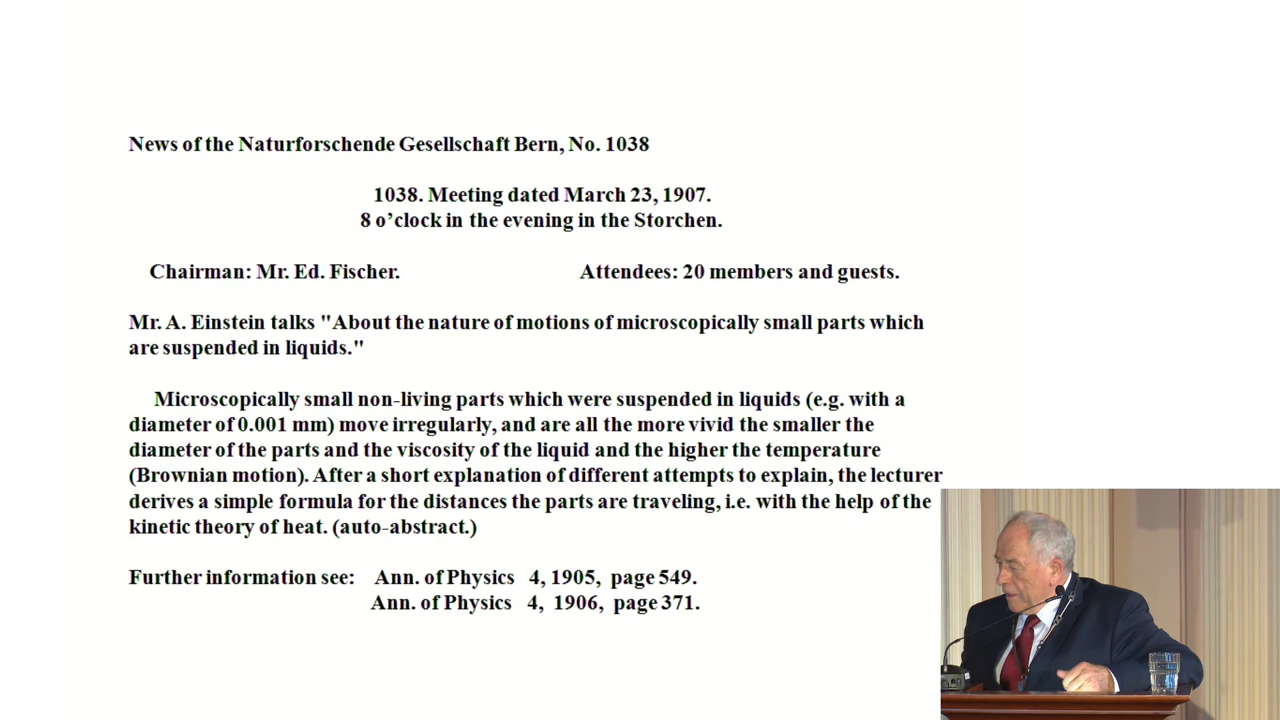 News of the Naturforschende Gesellschaft Bern, No. 1038
1038. Meeting dated March 23, 1907.
8 o’clock in the evening in the Storchen.
Chairman: Mr. Ed. Fischer. Attendees: 20 members and guests.
Mr. A. Einstein talks "About the nature of motions of microscopically small parts which
are suspended in liquids."
Microscopically small non-living parts which were suspended in liquids (e.g. with a
diameter of 0.001 mm) move irregularly, and are all the more vivid the smaller the
diameter of the parts and the viscosity of the liquid and the higher the temperature
(Brownian motion). After a short explanation of different attempts to explain, the lecturer
derives a simple formula for the distances the parts are traveling, i.e. with the help of the
kinetic theory of heat. (auto-abstract.)
Further information see: Ann. of Physics 4, 1905, page 549.
Ann. of Physics 4, 1906, page 371.